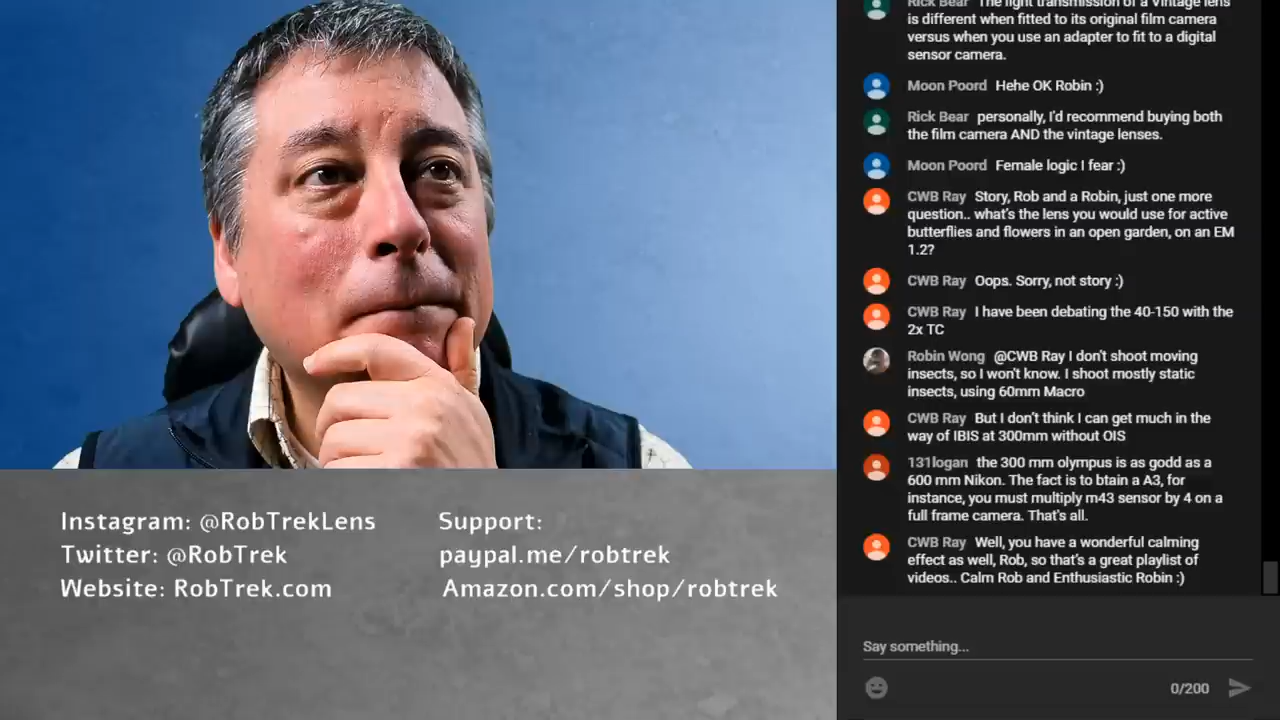 Instagram: @RobTrekLens
Twitter: @RobTrek
Website: RobTrek.com
Support:
paypal.me/robtrek
Amazon.com/shop/robtrek
Rick Bear The light transmission of a vintage lens
is different when fitted to its original film camera
versus when you use an adapter to fit to a digital
sensor camera.
Moon Poord Hehe OK Robin :)
Rick Bear personally, I'd recommend buying both
the film camera AND the vintage lenses.
Moon Poord Female logic I fear :)
CWB Ray Story, Rob and a Robin, just one more
question.. what's the lens you would use for active
butterflies and flowers in an open garden, on an EM
1.2?
CWB Ray Oops. Sorry, not story :)
CWB Ray I have been debating the 40-150 with the
2x TC
Robin Wong @CWB Ray I don't shoot moving
insects, so I won't know. I shoot mostly static
insects, using 60mm Macro
CWB Ray But I don't think I can get much in the
way of IBIS at 300mm without OIS
131logan the 300 mm olympus is as godd as a
600 mm Nikon. The fact is to btain a A3, for
instance, you must multiply m43 sensor by 4 on a
full frame camera. That's all.
CWB Ray Well, you have a wonderful calming
effect as well, Rob, so that's a great playlist of
videos.. Calm Rob and Enthusiastic Robin :)
Say something...
0/200